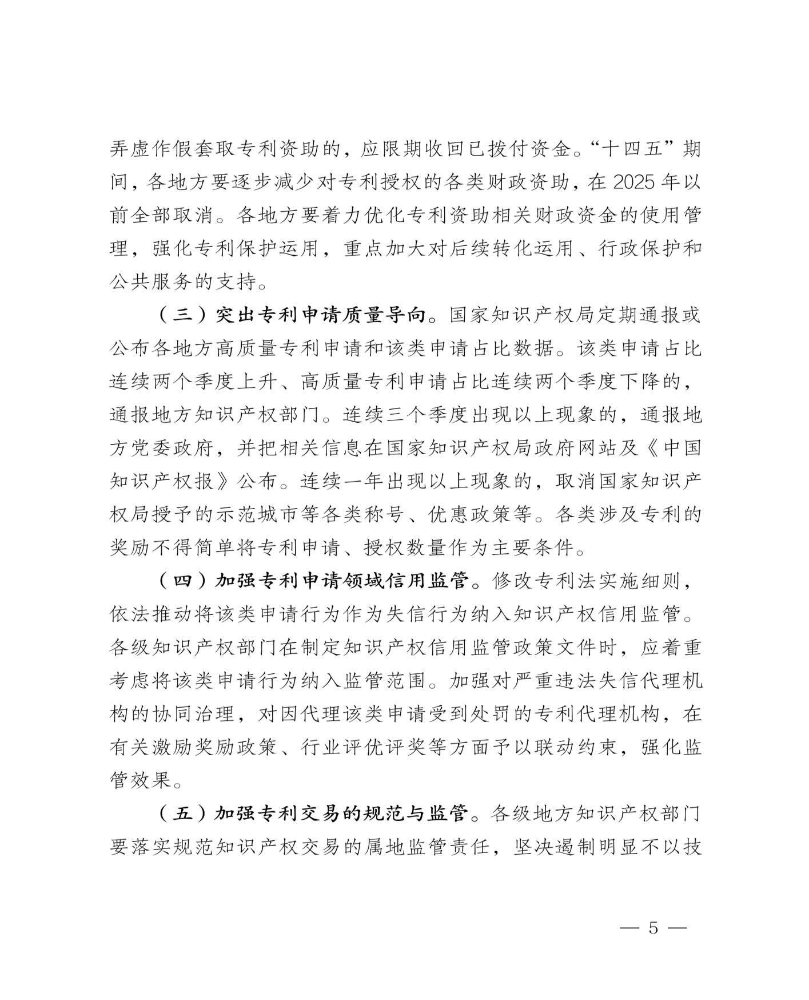 弄虚作假套取专利资助的，应限期收回已拨付资金。“十四五”期
间，各地方要逐步减少对专利授权的各类财政资助，在 2025 年以
前全部取消。各地方要着力优化专利资助相关财政资金的使用管
理，强化专利保护运用，重点加大对后续转化运用、行政保护和
公共服务的支持。
（三）突出专利申请质量导向。国家知识产权局定期通报或
公布各地方高质量专利申请和该类申请占比数据。该类申请占比
连续两个季度上升、高质量专利申请占比连续两个季度下降的，
通报地方知识产权部门。连续三个季度出现以上现象的，通报地
方党委政府，并把相关信息在国家知识产权局政府网站及《中国
知识产权报》公布。连续一年出现以上现象的，取消国家知识产
权局授予的示范城市等各类称号、优惠政策等。各类涉及专利的
奖励不得简单将专利申请、授权数量作为主要条件。
（四）加强专利申请领域信用监管。修改专利法实施细则，
依法推动将该类申请行为作为失信行为纳入知识产权信用监管。
各级知识产权部门在制定知识产权信用监管政策文件时，应着重
考虑将该类申请行为纳入监管范围。加强对严重违法失信代理机
构的协同治理，对因代理该类申请受到处罚的专利代理机构，在
有关激励奖励政策、行业评优评奖等方面予以联动约束，强化监
管效果。
（五）加强专利交易的规范与监管。各级地方知识产权部门
要落实规范知识产权交易的属地监管责任，坚决遏制明显不以技
— 5 —